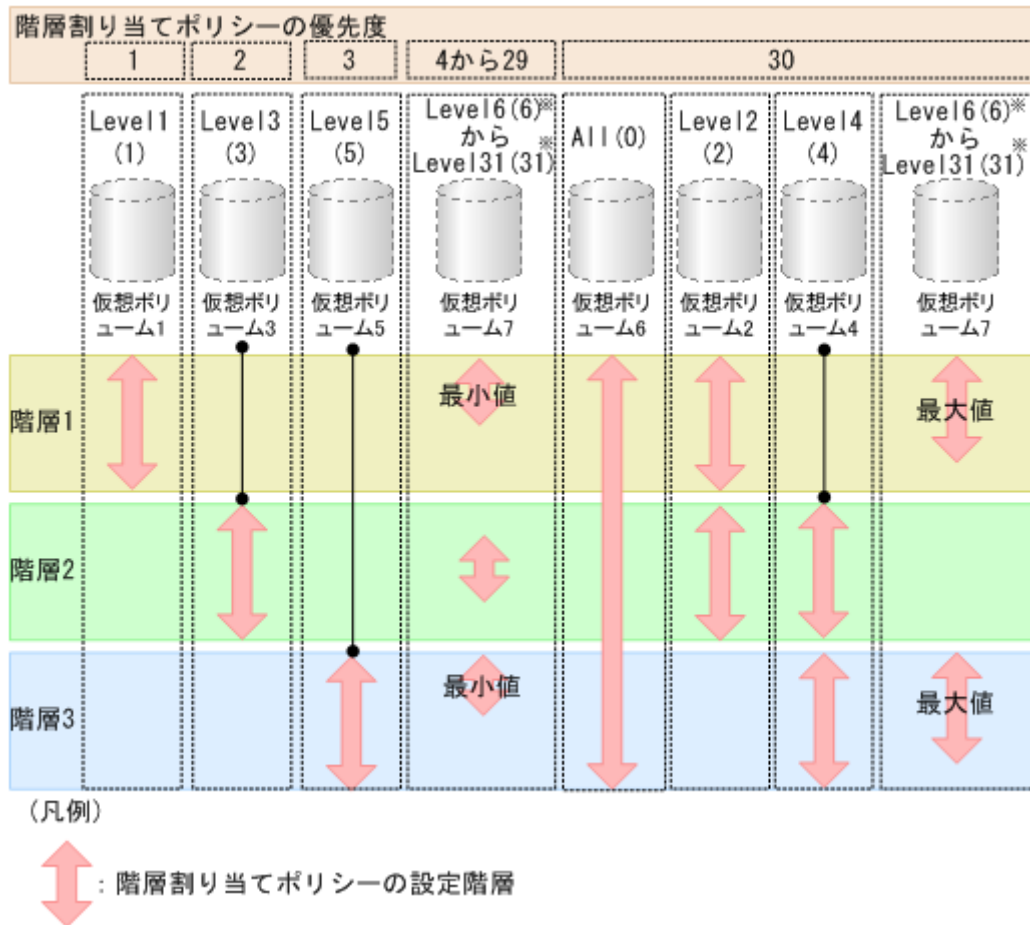 階層割り当てポリシーの優先度
1 2 3 4から29 30
Level1
(1)
Level3
(3)
Level5
(5)
Level6(6)※
から
Level31(31)※
All(0)
Level2
(2)
Level4
(4)
Level6(6)※
から
Level31(31)※
仮想ボリ
ューム1
仮想ボリ
ューム3
仮想ボリ
ューム5
仮想ボリ
ューム7
仮想ボリ
ューム6
仮想ボリ
ューム2
仮想ボリ
ューム4
仮想ボリ
ューム7
階層1
最小値
最大値
階層2
階層3
最小値
最大値
(凡例)
:階層割り当てポリシーの設定階層